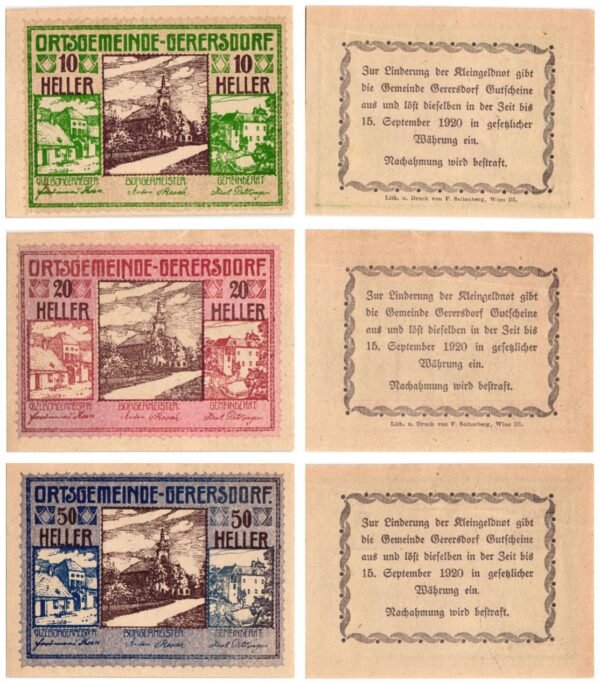 ORTSGEMEINDE-GERERSDORF.
10 10
HELLER HELLER
VIZEBÜRGERMEISTER BÜRGERMEISTER GEMEINDERAT
Zur Linderung der Kleingeldnot gibt
die Gemeinde Gerersdorf Gutscheine
aus und löst dieselben in der Zeit bis
15. September 1920 in gesetzlicher
Währung ein.
Nachahmung wird bestraft.
Lith. u. Druck von F. Seitenberg, Wien III.
ORTSGEMEINDE-GERERSDORF.
20 20
HELLER HELLER
VIZEBÜRGERMEISTER BÜRGERMEISTER GEMEINDERAT
Zur Linderung der Kleingeldnot gibt
die Gemeinde Gerersdorf Gutscheine
aus und löst dieselben in der Zeit bis
15. September 1920 in gesetzlicher
Währung ein.
Nachahmung wird bestraft.
Lith. u. Druck von F. Seitenberg, Wien III.
ORTSGEMEINDE-GERERSDORF.
50 50
HELLER HELLER
VIZEBÜRGERMEISTER BÜRGERMEISTER GEMEINDERAT
Zur Linderung der Kleingeldnot gibt
die Gemeinde Gerersdorf Gutscheine
aus und löst dieselben in der Zeit bis
15. September 1920 in gesetzlicher
Währung ein.
Nachahmung wird bestraft.